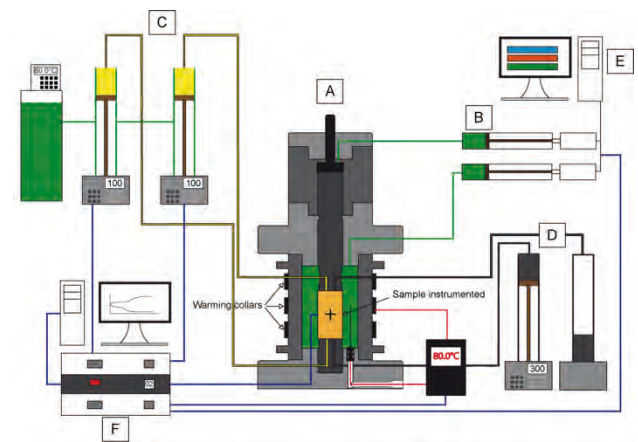 C
80.0°C
A
E
B
100
100
D
Warming collars
Sample instrumented
80.0°C
300
F